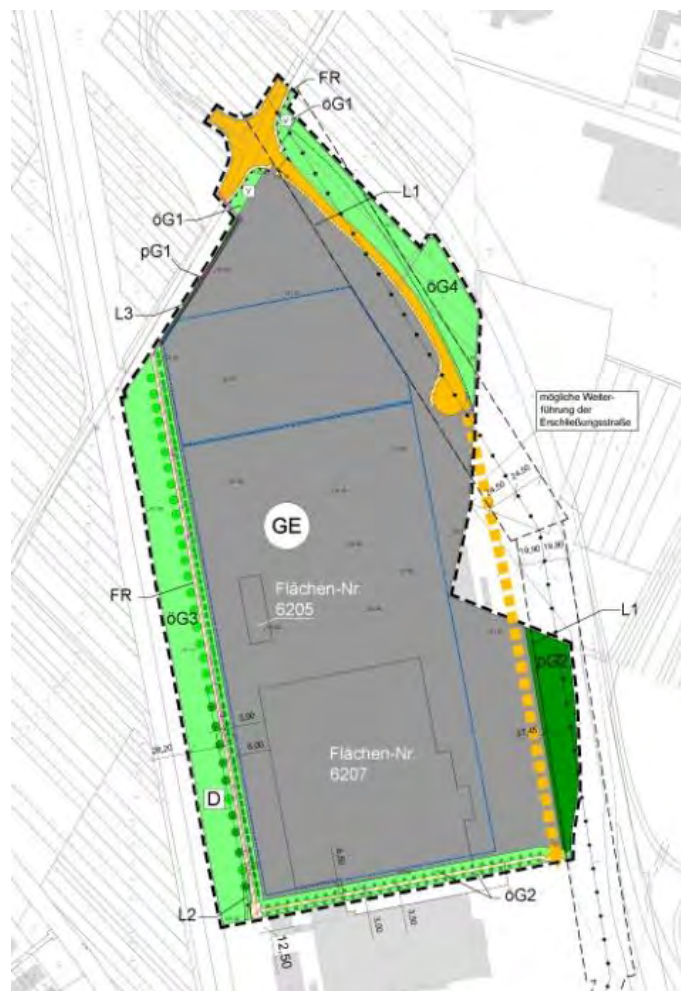 FR
öG1
V
L1
V
öG1
pG1
L3
öG4
mögliche Weiter-
führung der
Erschließungsstraße
24,50
24,50
GE
19,90
19,90
Flächen-Nr.
6205
FR
öG3
L1
pG2
3,00
27,45
28,20
6,00
Flächen-Nr.
6207
D
öG2
L2
3,00
3,50
12,50